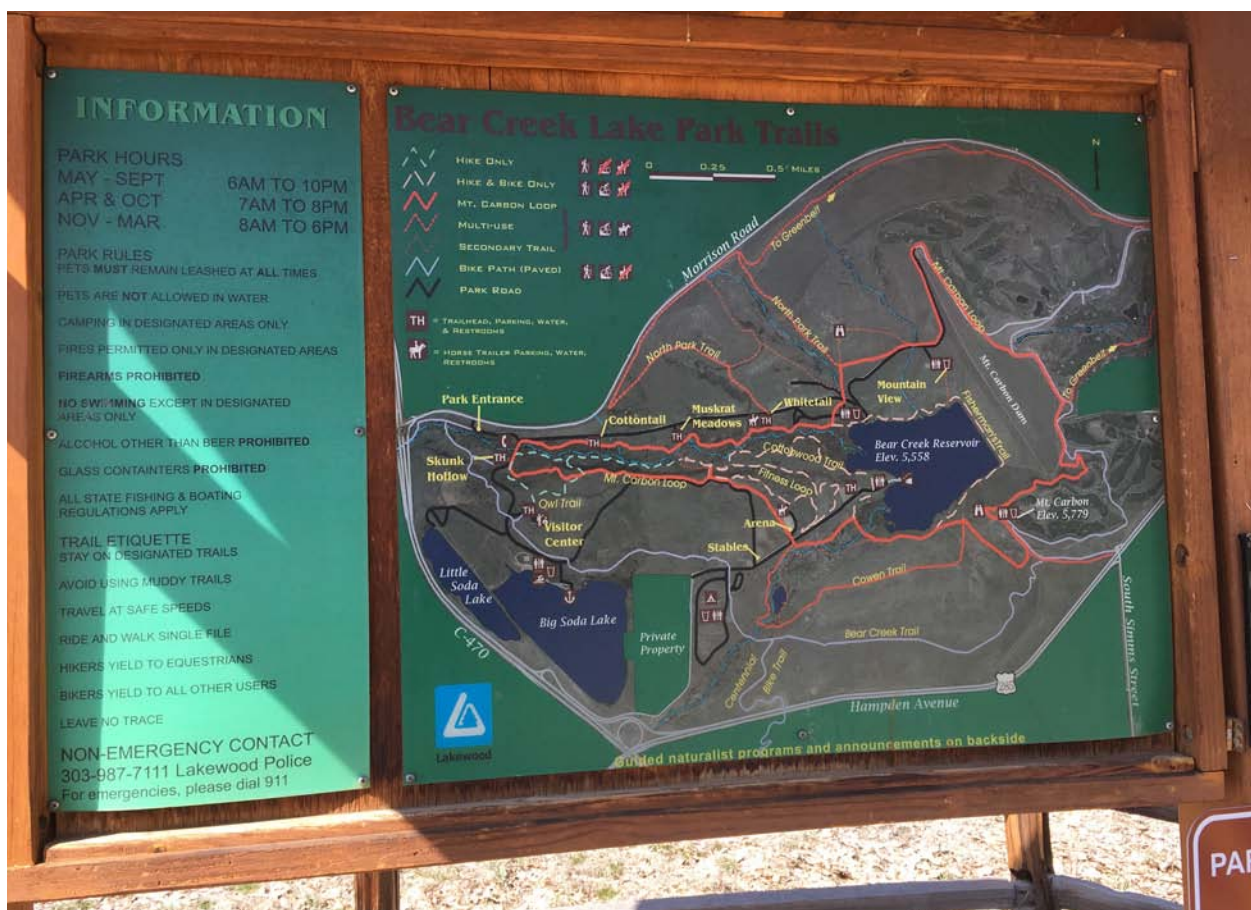 INFORMATION
PARK HOURS
MAY - SEPT 6AM TO 10PM
APR & OCT 7AM TO 8PM
NOV - MAR 8AM TO 6PM
PARK RULES
PETS MUST REMAIN LEASHED AT ALL TIMES
PETS ARE NOT ALLOWED IN WATER
CAMPING IN DESIGNATED AREAS ONLY
FIRES PERMITTED ONLY IN DESIGNATED AREAS
FIREARMS PROHIBITED
NO SWIMMING EXCEPT IN DESIGNATED
AREAS ONLY
ALCOHOL OTHER THAN BEER PROHIBITED
GLASS CONTAINTERS PROHIBITED
ALL STATE FISHING & BOATING
REGULATIONS APPLY
TRAIL ETIQUETTE
STAY ON DESIGNATED TRAILS
AVOID USING MUDDY TRAILS
TRAVEL AT SAFE SPEEDS
RIDE AND WALK SINGLE FILE
HIKERS YIELD TO EQUESTRIANS
BIKERS YIELD TO ALL OTHER USERS
LEAVE NO TRACE
NON-EMERGENCY CONTACT
303-987-7111 Lakewood Police
For emergencies, please dial 911
Bear Creek Lake Park Trails
HIKE ONLY
HIKE & BIKE ONLY
MT. CARBON LOOP
MULTI-USE
SECONDARY TRAIL
BIKE PATH (PAVED)
PARK ROAD
TH = TRAILHEAD, PARKING, WATER,
& RESTROOMS
= HORSE TRAILER PARKING, WATER,
RESTROOMS
0 0.25 0.5 MILES
N
Morrison Road
To Greenbelt
Mt. Carbon Loop
North Park Trail
North Park Trail
Mt. Carbon Dam
To Greenbelt
Park Entrance
Cottontail
Muskrat
Meadows
Whitetail
Mountain
View
Fisherman's Trail
TH
TH
TH
TH
Skunk
Hollow
TH
Cottonwood Trail
Bear Creek Reservoir
Elev. 5,558
Fitness Loop
Mt. Carbon Loop
Owl Trail
TH
TH
Visitor
Center
Arena
Stables
Mt. Carbon
Elev. 5,779
Cowen Trail
Little
Soda
Lake
Big Soda Lake
Private
Property
Bear Creek Trail
C-470
Centennial
Bike Trail
South Simms Street
285
Hampden Avenue
Lakewood
Guided naturalist programs and announcements on backside
PAR